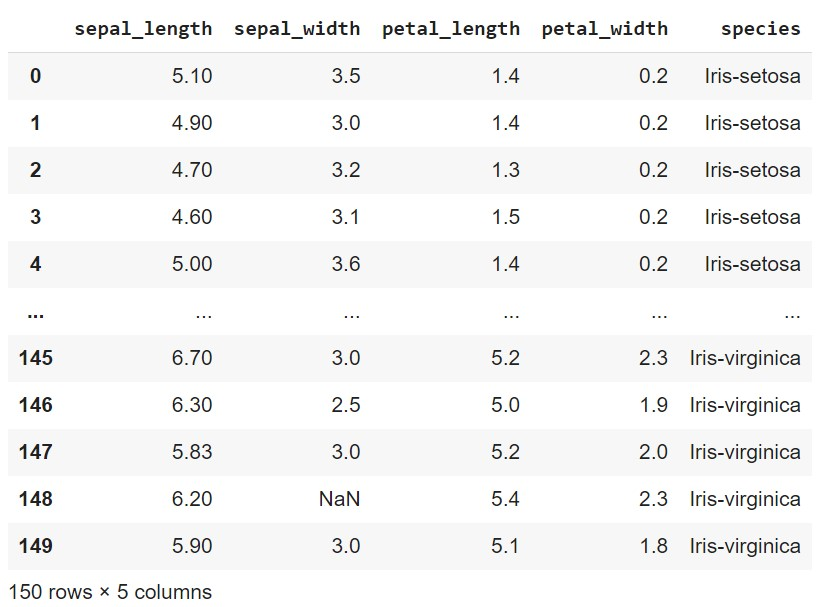 sepal_length sepal_width petal_length petal_width species
0 5.10 3.5 1.4 0.2 Iris-setosa
1 4.90 3.0 1.4 0.2 Iris-setosa
2 4.70 3.2 1.3 0.2 Iris-setosa
3 4.60 3.1 1.5 0.2 Iris-setosa
4 5.00 3.6 1.4 0.2 Iris-setosa
... ... ... ... ... ...
145 6.70 3.0 5.2 2.3 Iris-virginica
146 6.30 2.5 5.0 1.9 Iris-virginica
147 5.83 3.0 5.2 2.0 Iris-virginica
148 6.20 NaN 5.4 2.3 Iris-virginica
149 5.90 3.0 5.1 1.8 Iris-virginica
150 rows × 5 columns